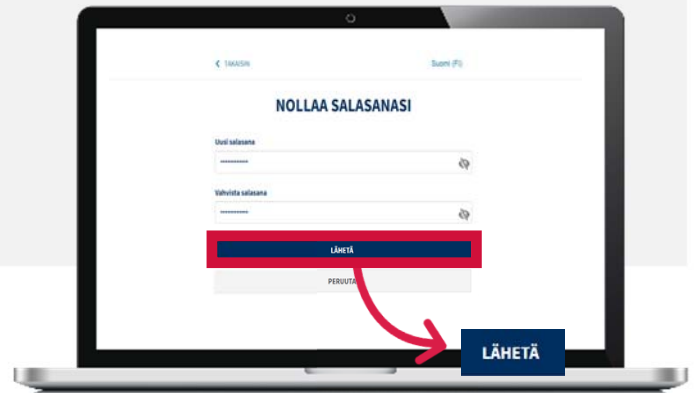 TAKAISIN
Suomi (FI)
NOLLAA SALASANASI
Uusi salasana
Vahvista salasana
LÄHETÄ
PERUUTA
LÄHETÄ